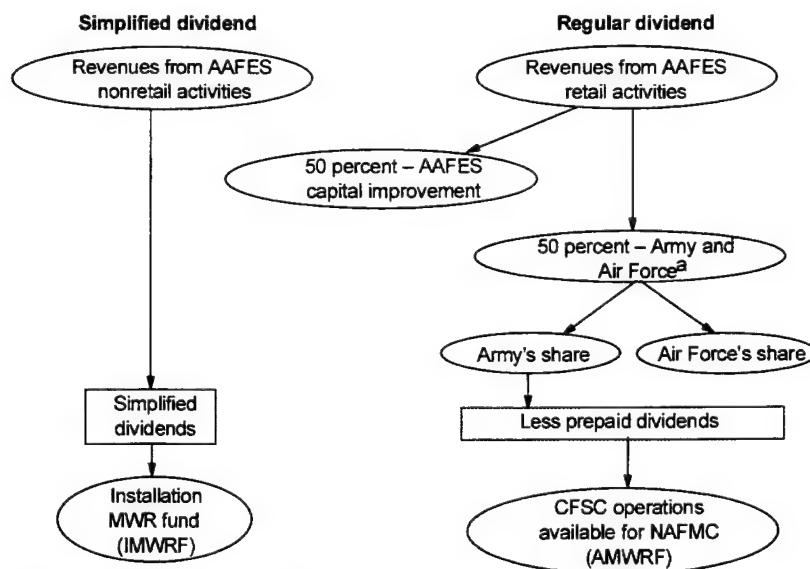 Simplified dividend
Revenues from AAFES
nonretail activities
Simplified
dividends
Installation
MWR fund
(IMWRF)
Regular dividend
Revenues from AAFES
retail activities
50 percent – AAFES
capital improvement
50 percent – Army and
Air Forceᵃ
Army's share
Air Force's share
Less prepaid dividends
CFSC operations
available for NAFMC
(AMWRF)